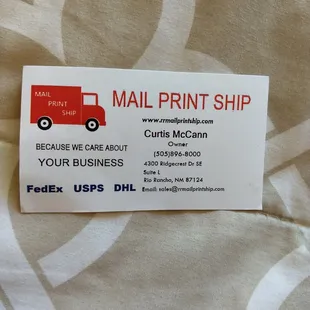 MAIL
PRINT
SHIP
MAIL PRINT SHIP
www.rrmailprintship.com
Curtis McCann
Owner
(505)896-8000
BECAUSE WE CARE ABOUT
YOUR BUSINESS
4300 Ridgecrest Dr SE
Suite L
Rio Rancho, NM 87124
FedEx USPS DHL
Email: sales@rrmailprintship.com